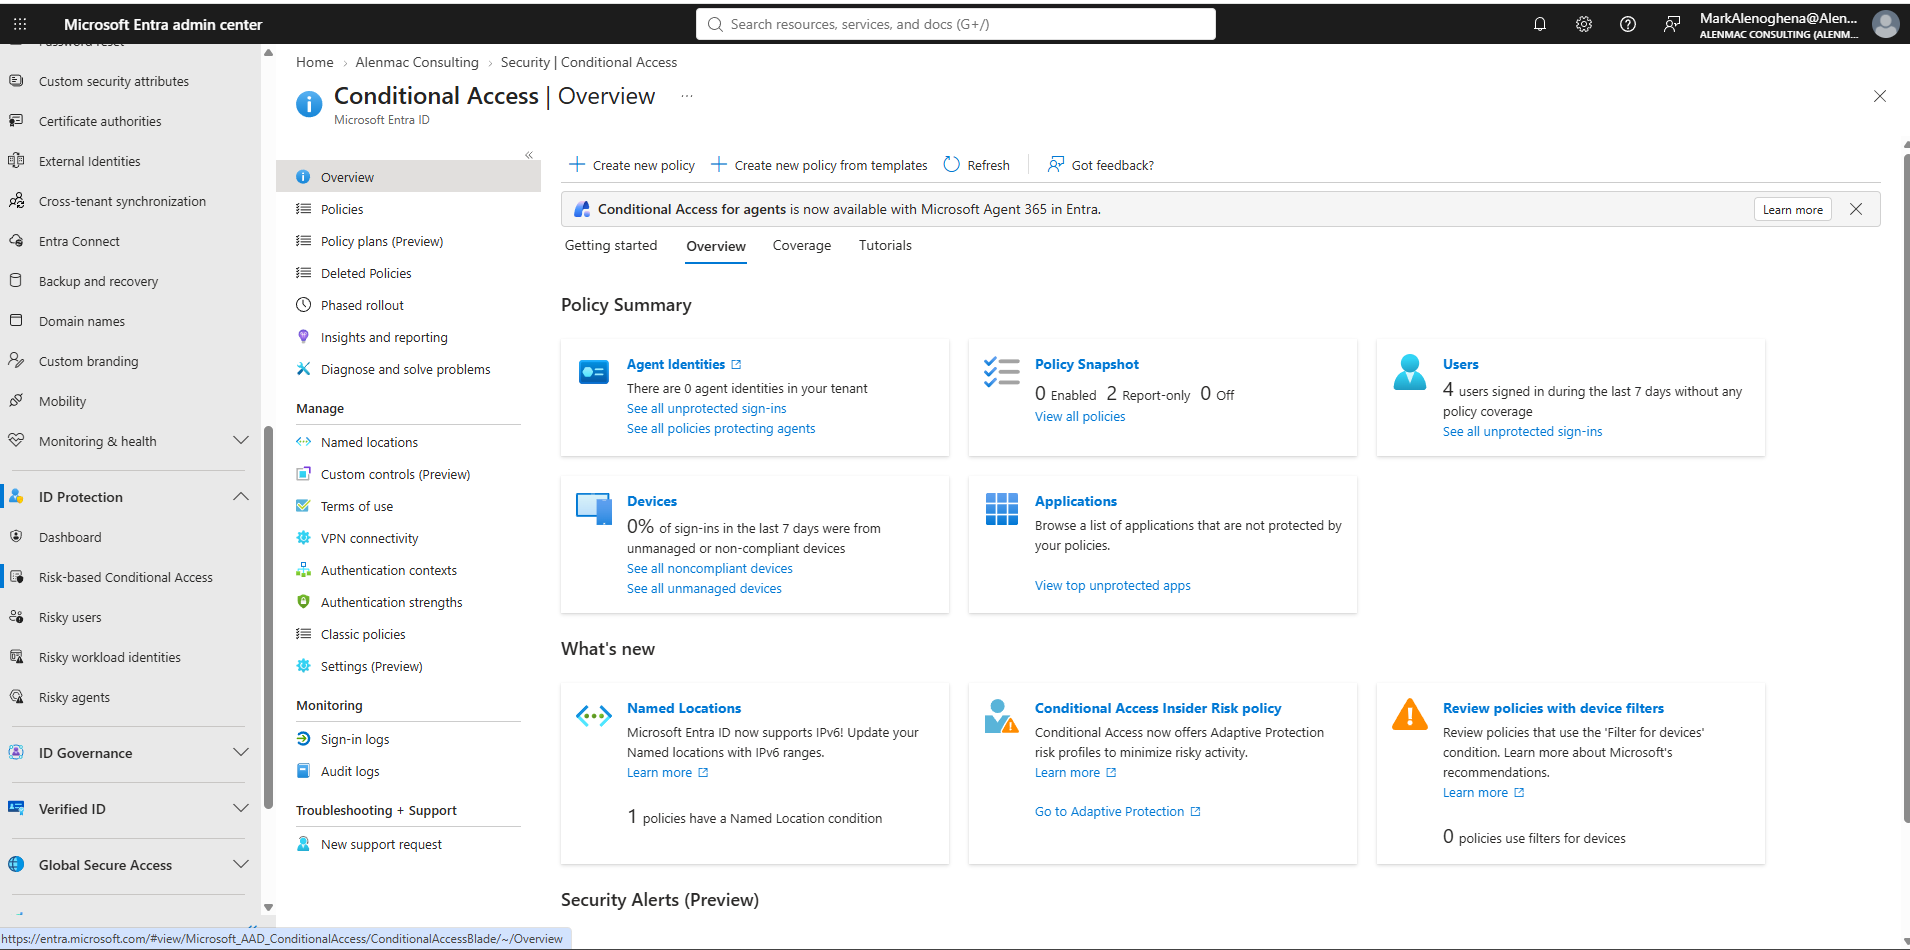 Microsoft Entra admin center
Search resources, services, and docs (G+/)
MarkAlenoghena@Alen...
ALENMAC CONSULTING (ALENM...
Password reset
Custom security attributes
Certificate authorities
External Identities
Cross-tenant synchronization
Entra Connect
Backup and recovery
Domain names
Custom branding
Mobility
Monitoring & health
ID Protection
Dashboard
Risk-based Conditional Access
Risky users
Risky workload identities
Risky agents
ID Governance
Verified ID
Global Secure Access
Home › Alenmac Consulting › Security | Conditional Access
Conditional Access | Overview ...
Microsoft Entra ID
«
Overview
Policies
Policy plans (Preview)
Deleted Policies
Phased rollout
Insights and reporting
Diagnose and solve problems
Manage
Named locations
Custom controls (Preview)
Terms of use
VPN connectivity
Authentication contexts
Authentication strengths
Classic policies
Settings (Preview)
Monitoring
Sign-in logs
Audit logs
Troubleshooting + Support
New support request
Create new policy
Create new policy from templates
Refresh
Got feedback?
Conditional Access for agents is now available with Microsoft Agent 365 in Entra.
Learn more
Getting started
Overview
Coverage
Tutorials
Policy Summary
Agent Identities
There are 0 agent identities in your tenant
See all unprotected sign-ins
See all policies protecting agents
Policy Snapshot
0 Enabled 2 Report-only 0 Off
View all policies
Users
4 users signed in during the last 7 days without any
policy coverage
See all unprotected sign-ins
Devices
0% of sign-ins in the last 7 days were from
unmanaged or non-compliant devices
See all noncompliant devices
See all unmanaged devices
Applications
Browse a list of applications that are not protected by
your policies.
View top unprotected apps
What's new
Named Locations
Microsoft Entra ID now supports IPv6! Update your
Named locations with IPv6 ranges.
Learn more
1 policies have a Named Location condition
Conditional Access Insider Risk policy
Conditional Access now offers Adaptive Protection
risk profiles to minimize risky activity.
Learn more
Go to Adaptive Protection
Review policies with device filters
Review policies that use the 'Filter for devices'
condition. Learn more about Microsoft's
recommendations.
Learn more
0 policies use filters for devices
Security Alerts (Preview)
https://entra.microsoft.com/#view/Microsoft_AAD_ConditionalAccess/ConditionalAccessBlade/~/Overview